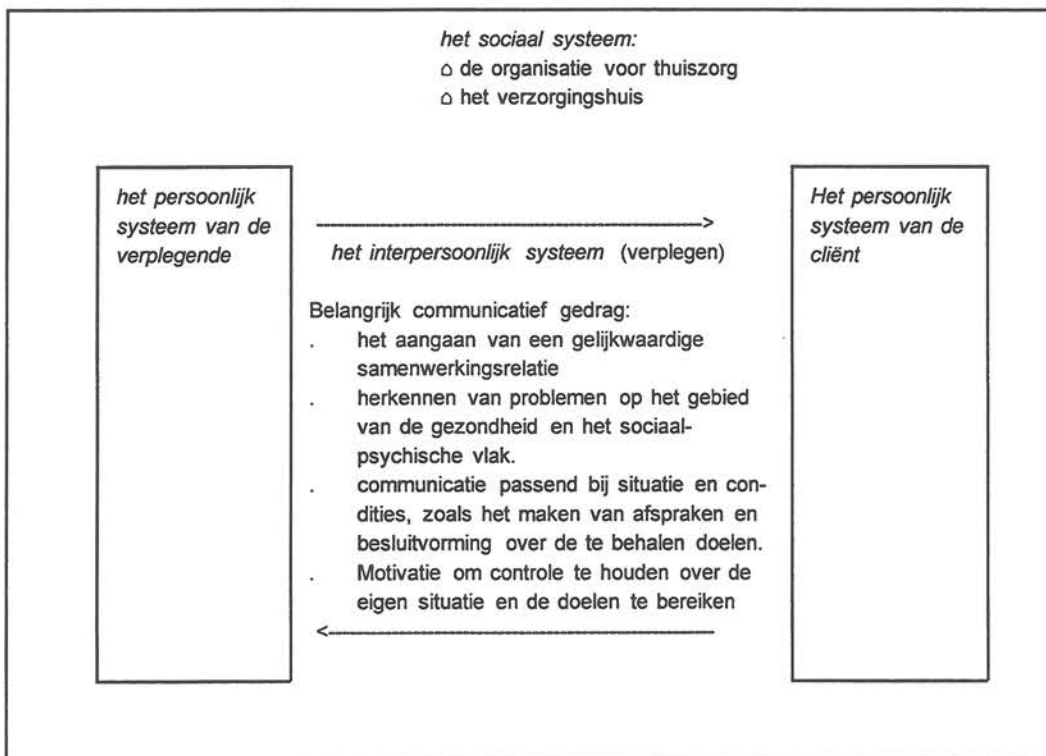 het sociaal systeem:
⌂ de organisatie voor thuiszorg
⌂ het verzorgingshuis
het persoonlijk
systeem van de
verplegende
------------------------------------------------>
het interpersoonlijk systeem (verplegen)
Belangrijk communicatief gedrag:
. het aangaan van een gelijkwaardige
samenwerkingsrelatie
. herkennen van problemen op het gebied
van de gezondheid en het sociaal-
psychische vlak.
. communicatie passend bij situatie en con-
dities, zoals het maken van afspraken en
besluitvorming over de te behalen doelen.
. Motivatie om controle te houden over de
eigen situatie en de doelen te bereiken
<------------------------------------------------
Het persoonlijk
systeem van de
cliënt